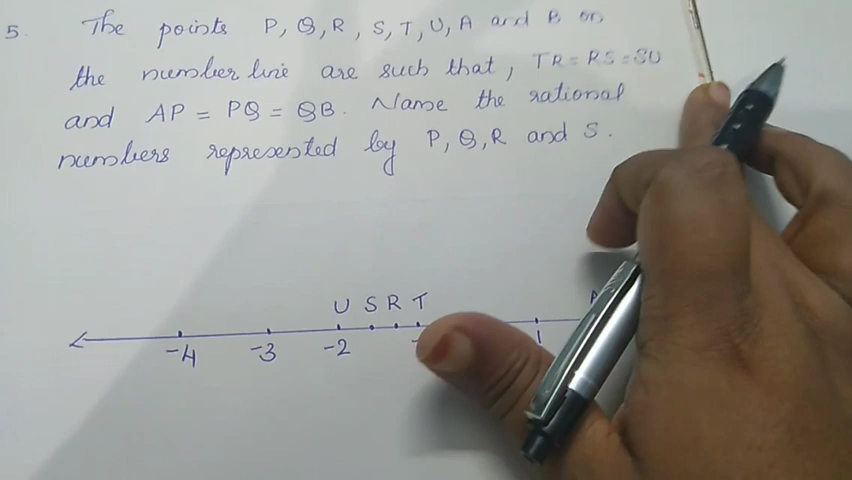 5. The points P, Q, R, S, T, U, A and B on
the number line are such that, TR = RS = SU
and AP = PQ = QB. Name the rational
numbers represented by P, Q, R and S.
U S R T A
-4 -3 -2 - 1